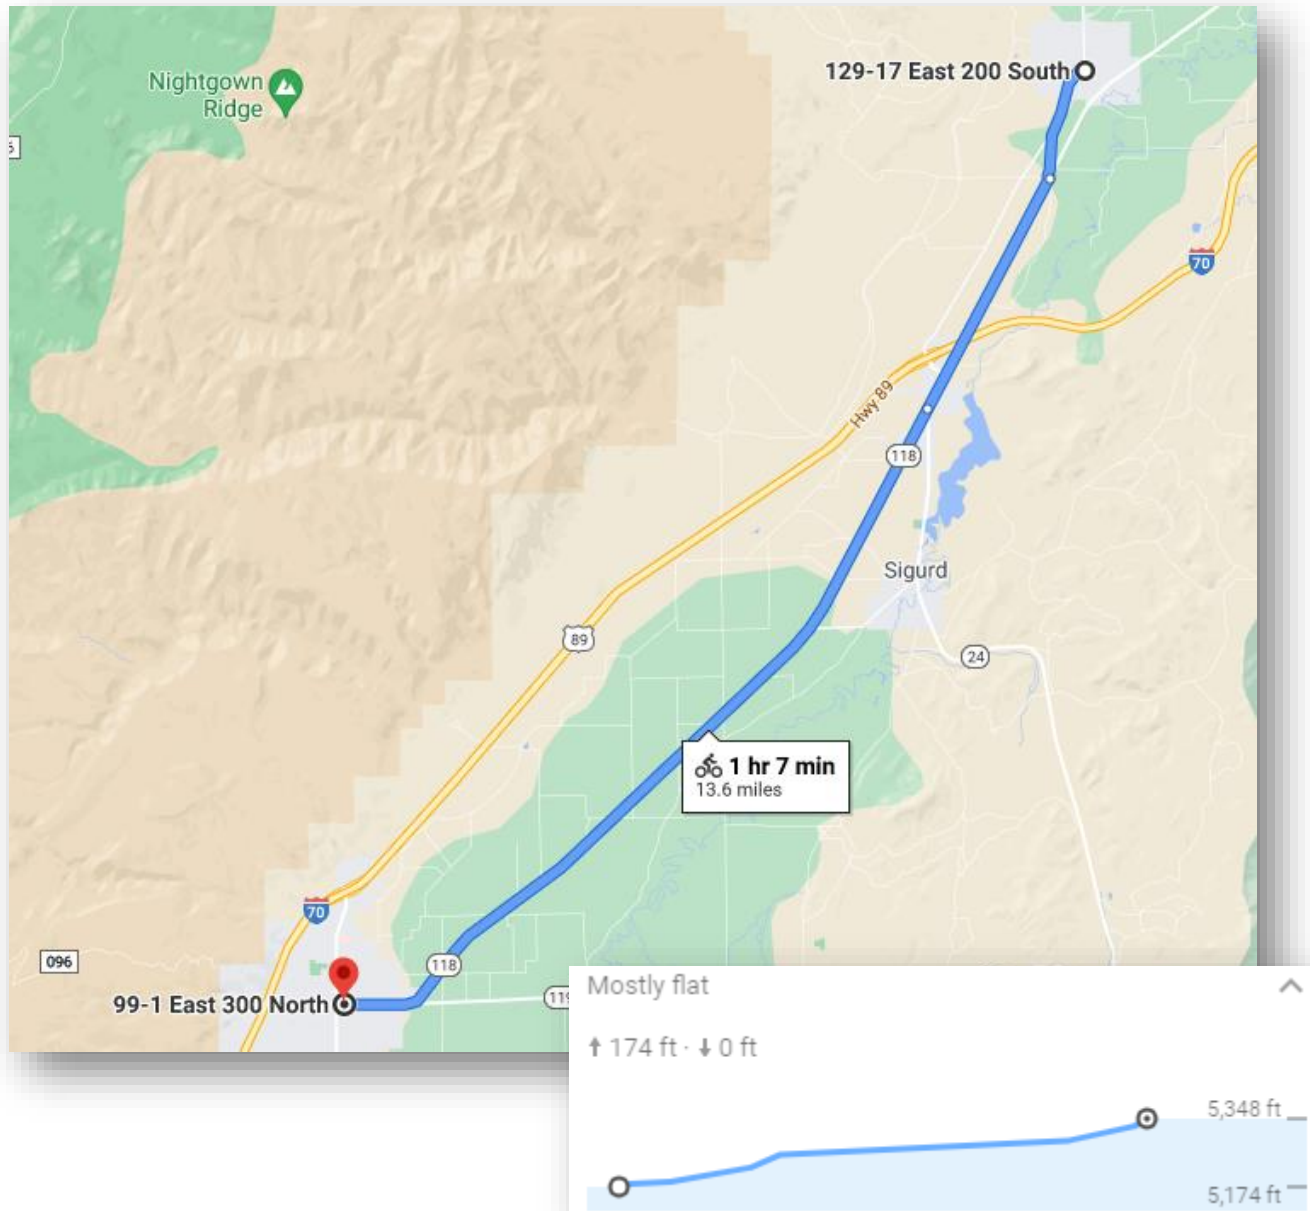 Nightgown
Ridge
129-17 East 200 South
70
Hwy 89
118
Sigurd
89
24
1 hr 7 min
13.6 miles
70
096
118
99-1 East 300 North
Mostly flat
↑ 174 ft · ↓ 0 ft
5,348 ft
5,174 ft